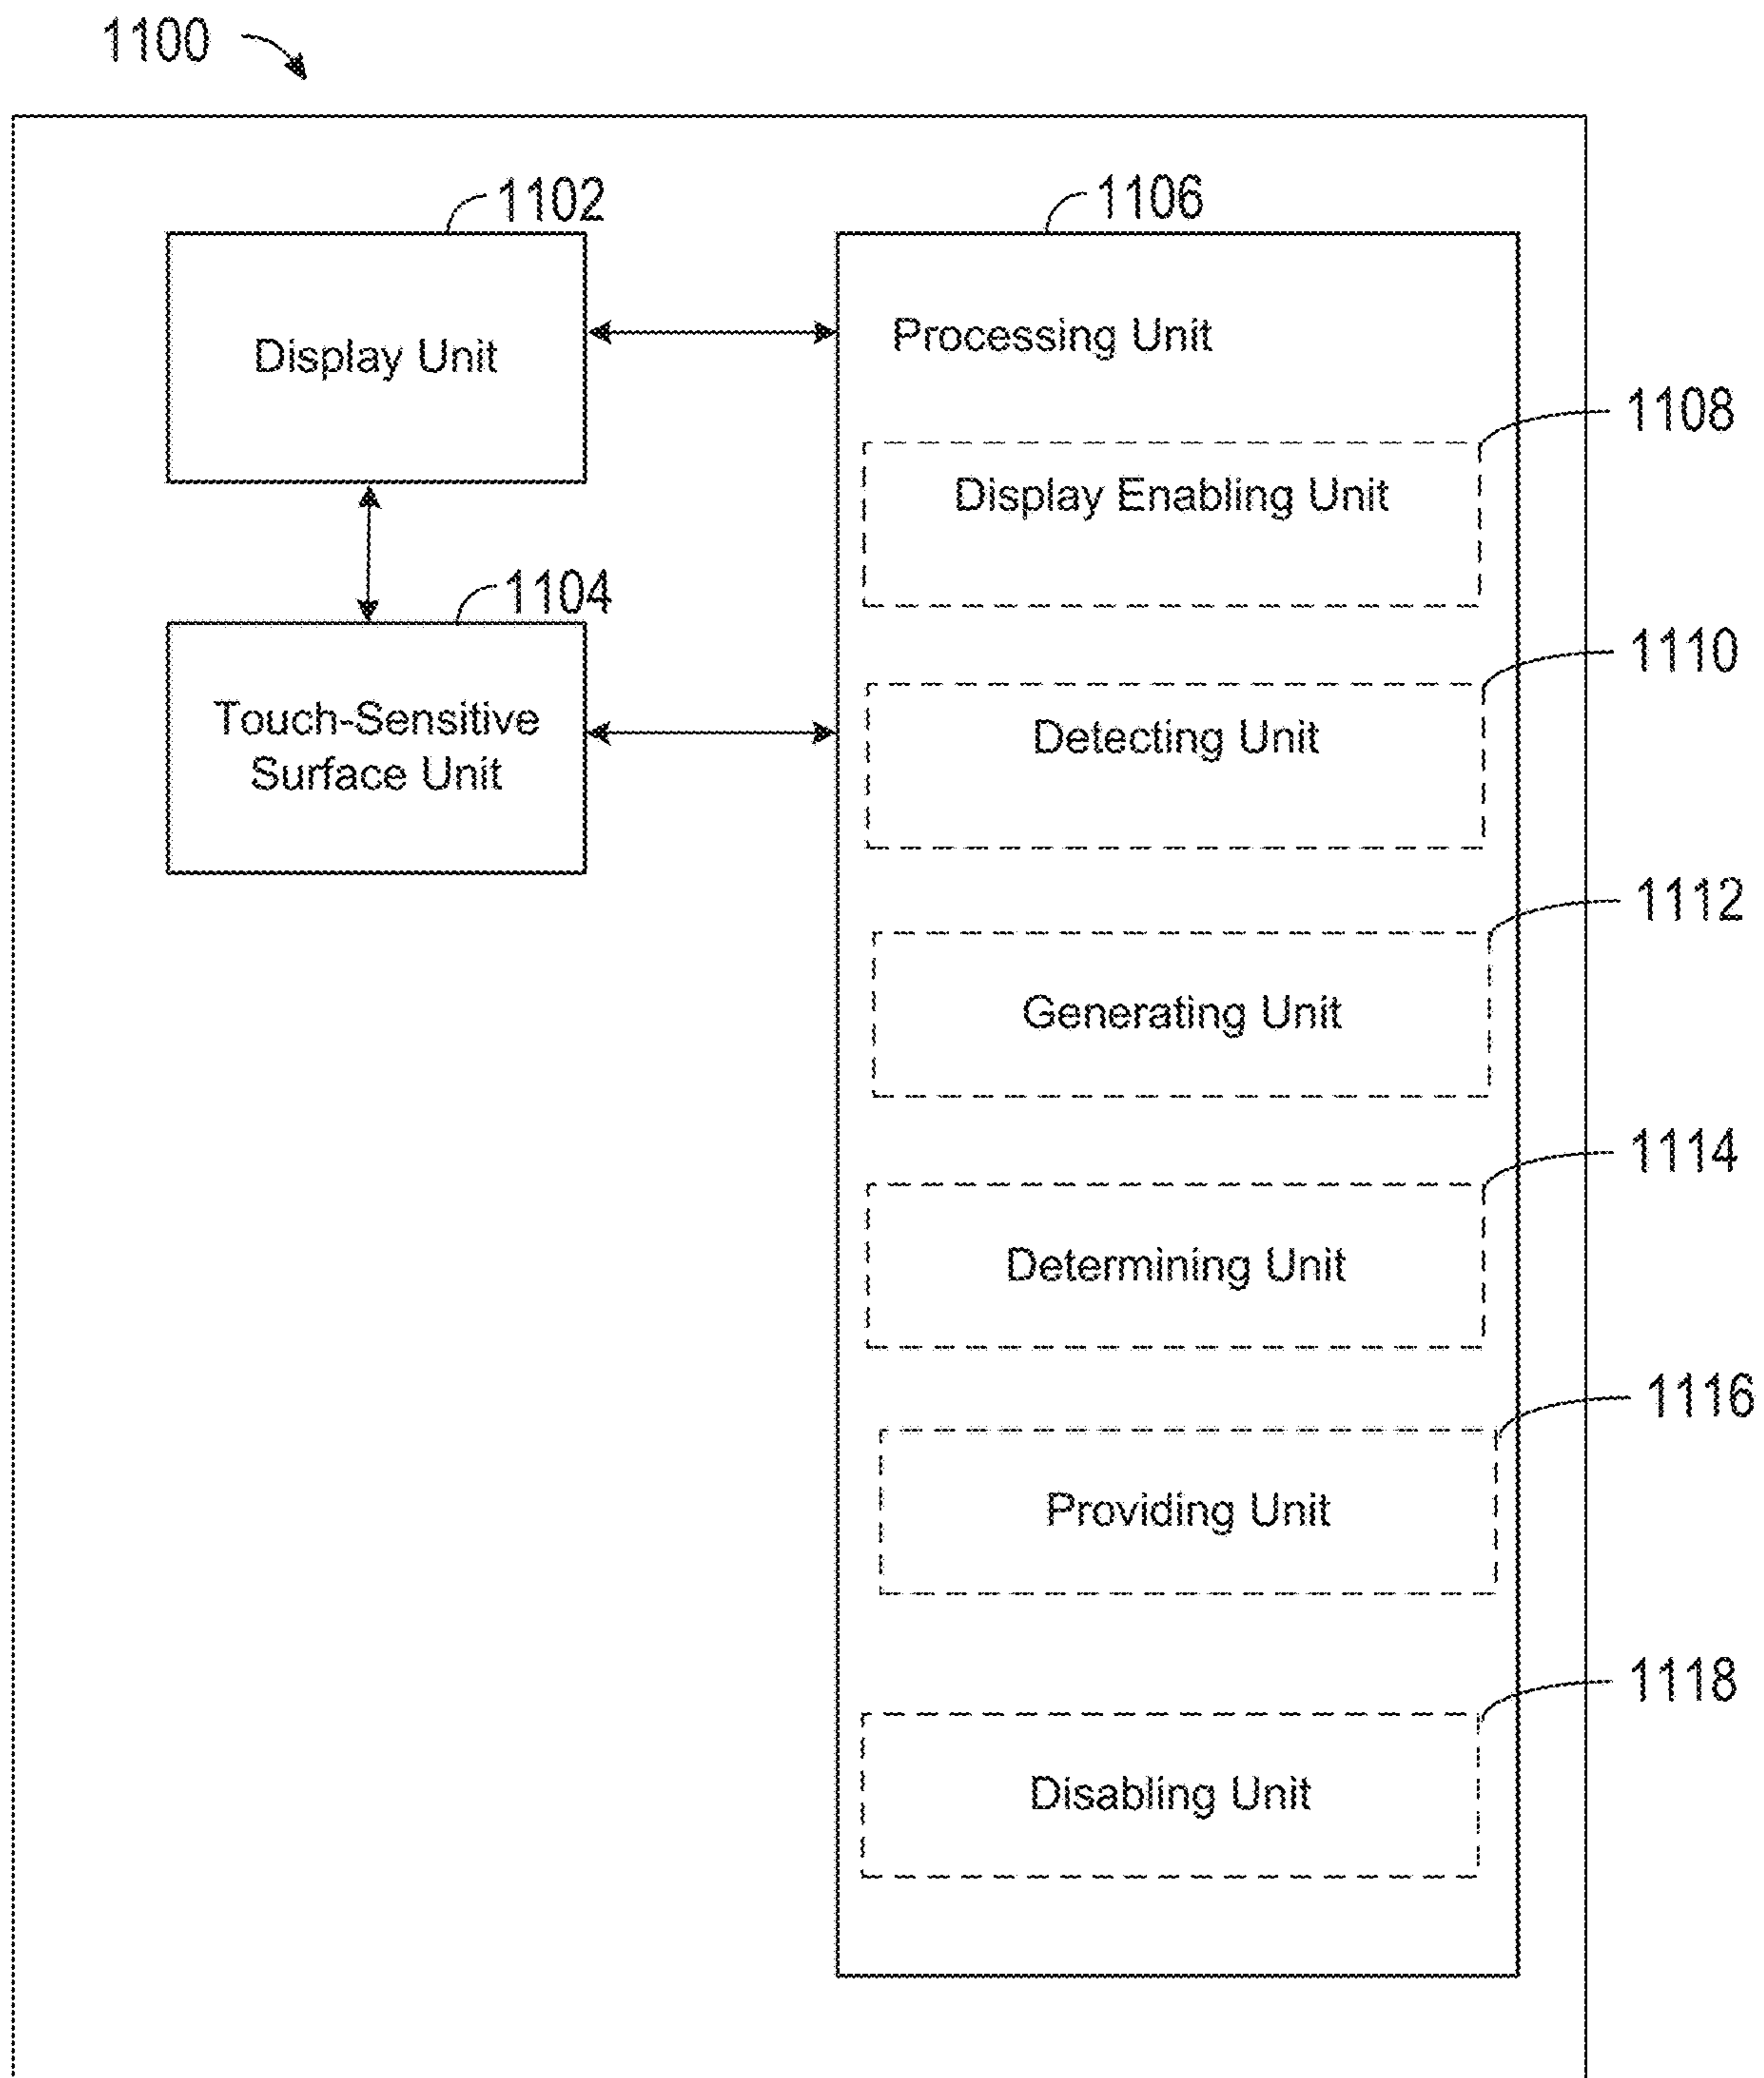 1100
1102
1106
Display Unit
Processing Unit
1108
Display Enabling Unit
1104
Touch-Sensitive
Surface Unit
1110
Detecting Unit
1112
Generating Unit
1114
Determining Unit
1116
Providing Unit
1118
Disabling Unit